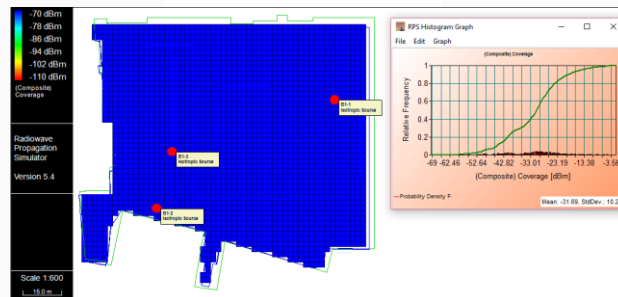 -70 dBm
-78 dBm
-86 dBm
-94 dBm
-102 dBm
-110 dBm
(Composite)
Coverage
Radiowave
Propagation
Simulator
Version 5.4
Scale 1:600
15.0 m
B1-1
Isotropic Source
B1-3
Isotropic Source
B1-2
Isotropic Source
RPS Histogram Graph
File Edit Graph
(Composite) Coverage
Relative Frequency
1
0.8
0.6
0.4
0.2
0
-69 -62.46 -52.64 -42.82 -33.01 -23.19 -13.38 -3.56
(Composite) Coverage [dBm]
Probability Density F
Mean: -31.69, StdDev.: 10.2